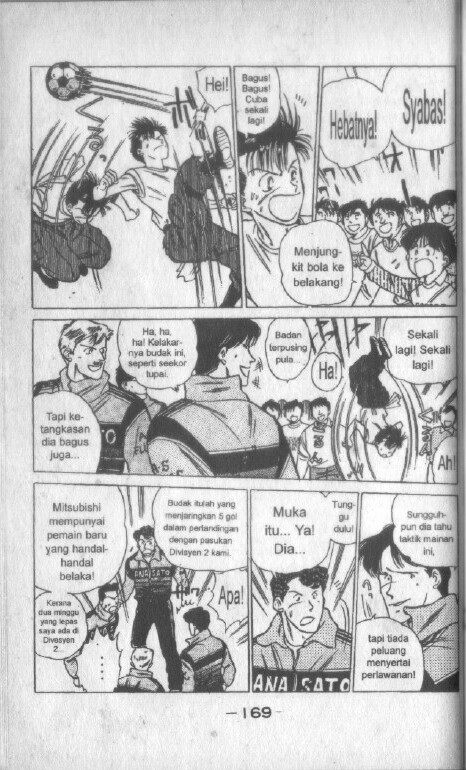 Hei!
Bagus!
Bagus!
Cuba
sekali
lagi!
Hebatnya!
Syabas!
Menjung-
kit bola ke
belakang!
Ha, ha,
ha! Kelakar-
nya budak ini,
seperti seekor
tupai.
Tapi ke-
tangkasan
dia bagus
juga...
Badan
terpusing
pula
Ha!
Sekali
lagi! Sekali
lagi!
Ah!
Mitsubishi
mempunyai
pemain baru
yang handal-
handal
belaka!
Kerana
dua minggu
yang lepas
saya ada di
Divesyen
2...
Budak itulah yang
menjaringkan 5 gol
dalam pertandingan
dengan pasukan
Divisyen 2 kami.
ANAI SATO
Apa!
Muka
itu... Ya!
Dia...
Tung-
gu
dulu!
ANA SATO
Sungguh-
pun dia tahu
taktik mainan
ini,
tapi tiada
peluang
menyertai
perlawanan!
— 169 —